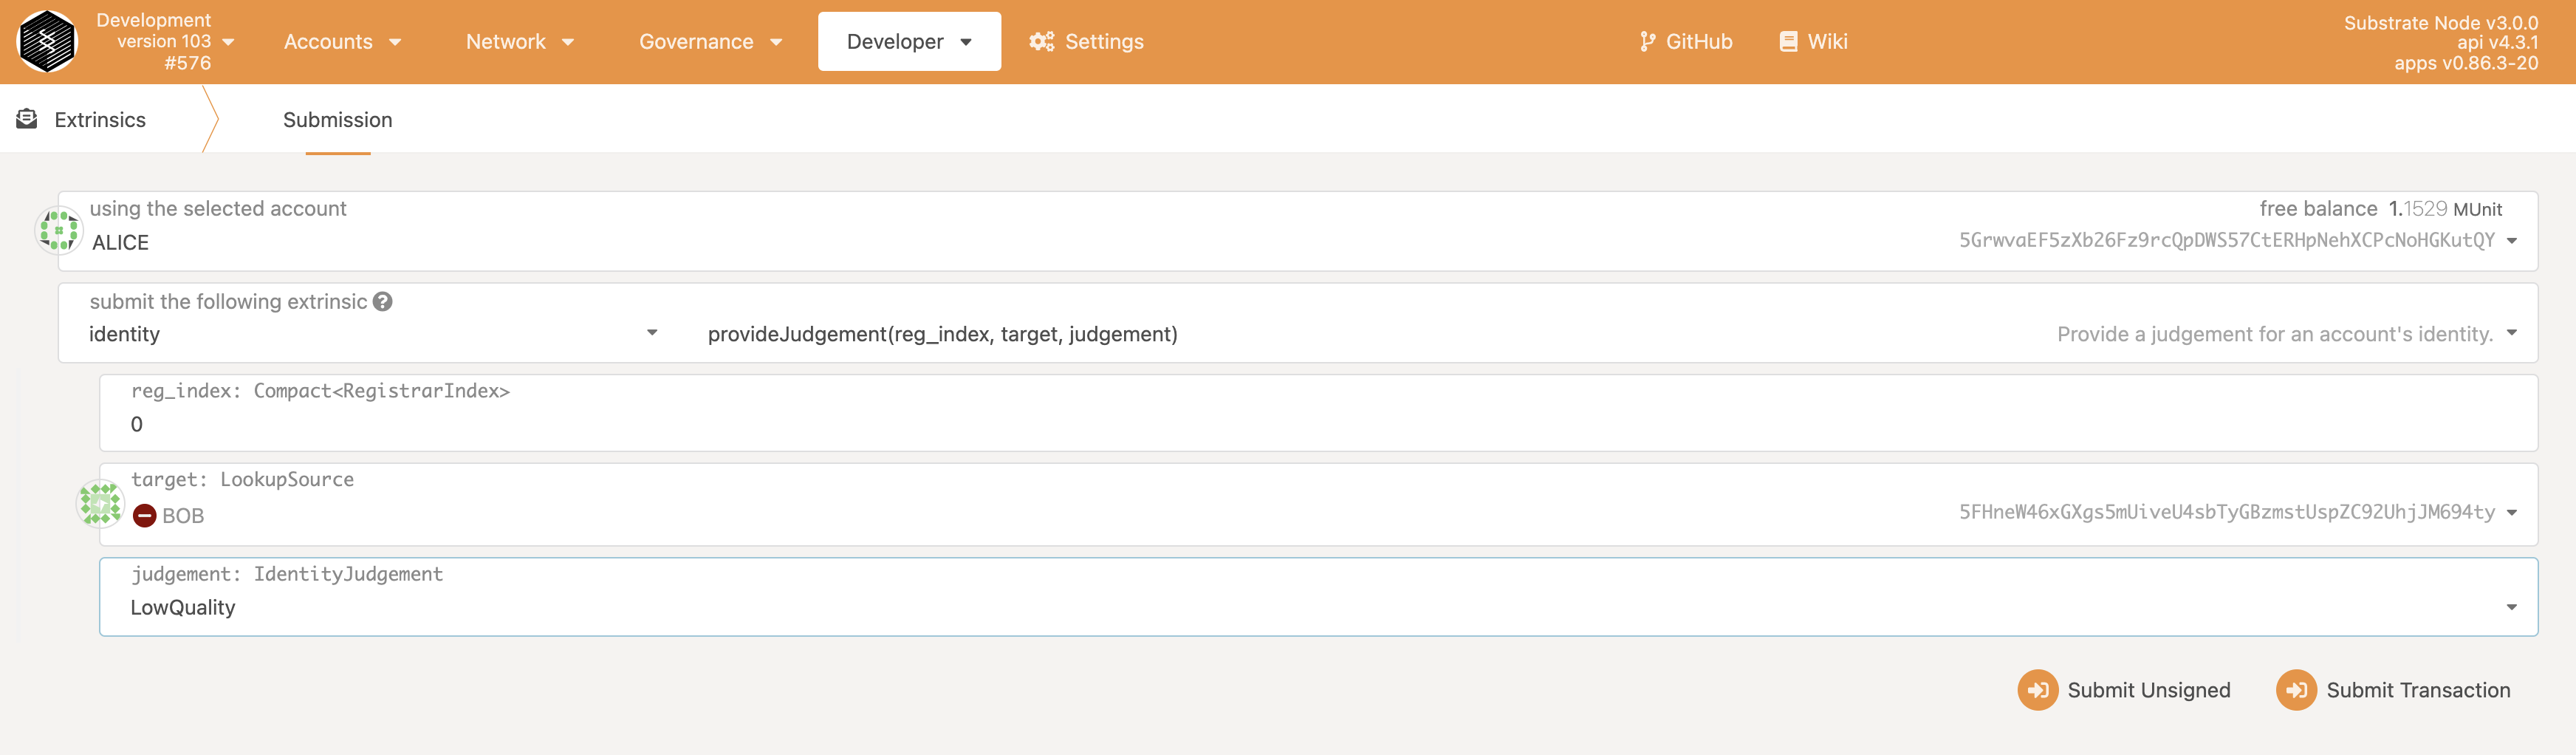 Development
version 103
#576
Accounts
Network
Governance
Developer
Settings
GitHub
Wiki
Substrate Node v3.0.0
api v4.3.1
apps v0.86.3-20
Extrinsics
Submission
using the selected account
ALICE
free balance 1.1529 MUnit
5GrwvaEF5zXb26Fz9rcQpDWS57CtERHpNehXCPcNoHGKutQY
submit the following extrinsic
identity
provideJudgement(reg_index, target, judgement)
Provide a judgement for an account's identity.
reg_index: Compact<RegistrarIndex>
0
target: LookupSource
BOB
5FHneW46xGXgs5mUiveU4sbTyGBzmstUspZC92UhjJM694ty
judgement: IdentityJudgement
LowQuality
Submit Unsigned
Submit Transaction